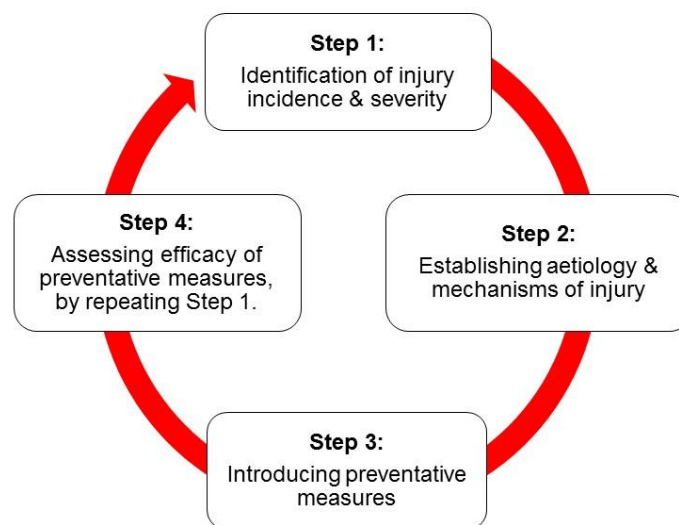 Step 1:
Identification of injury
incidence & severity
Step 2:
Establishing aetiology &
mechanisms of injury
Step 3:
Introducing preventative
measures
Step 4:
Assessing efficacy of
preventative measures,
by repeating Step 1.